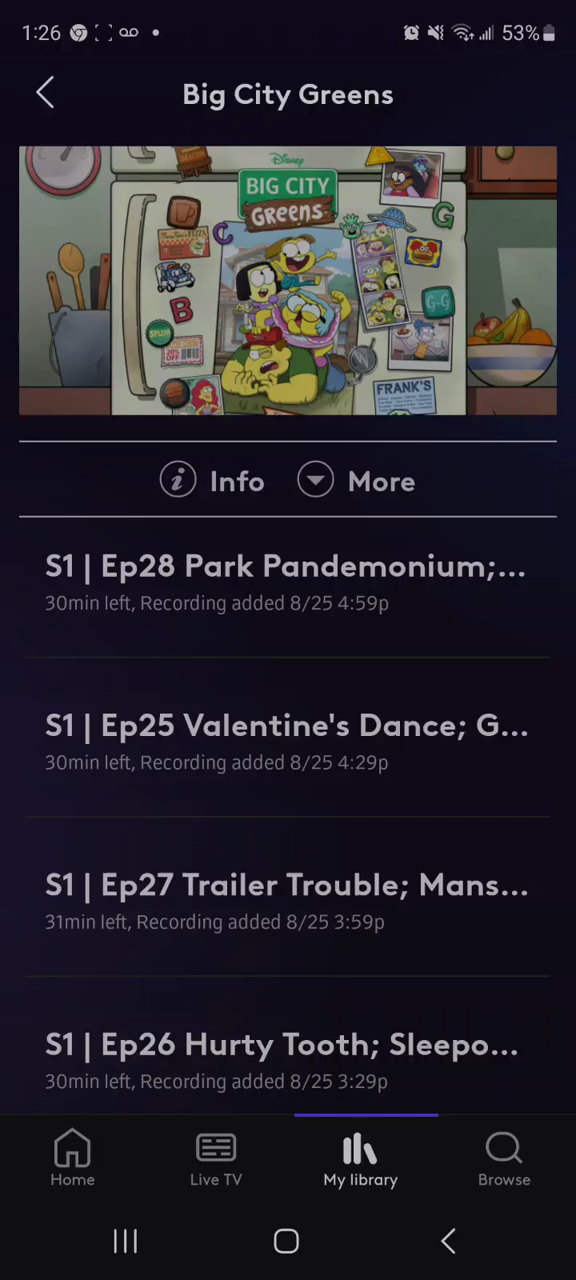 1:26
53%
Big City Greens
Disney
BIG CITY
GREENS
C
G
G-G
B
SPLISH
20%
OFF
FRANK'S
Info
More
S1 | Ep28 Park Pandemonium;...
30min left, Recording added 8/25 4:59p
S1 | Ep25 Valentine's Dance; G...
30min left, Recording added 8/25 4:29p
S1 | Ep27 Trailer Trouble; Mans...
31min left, Recording added 8/25 3:59p
S1 | Ep26 Hurty Tooth; Sleepo...
30min left, Recording added 8/25 3:29p
Home
Live TV
My library
Browse